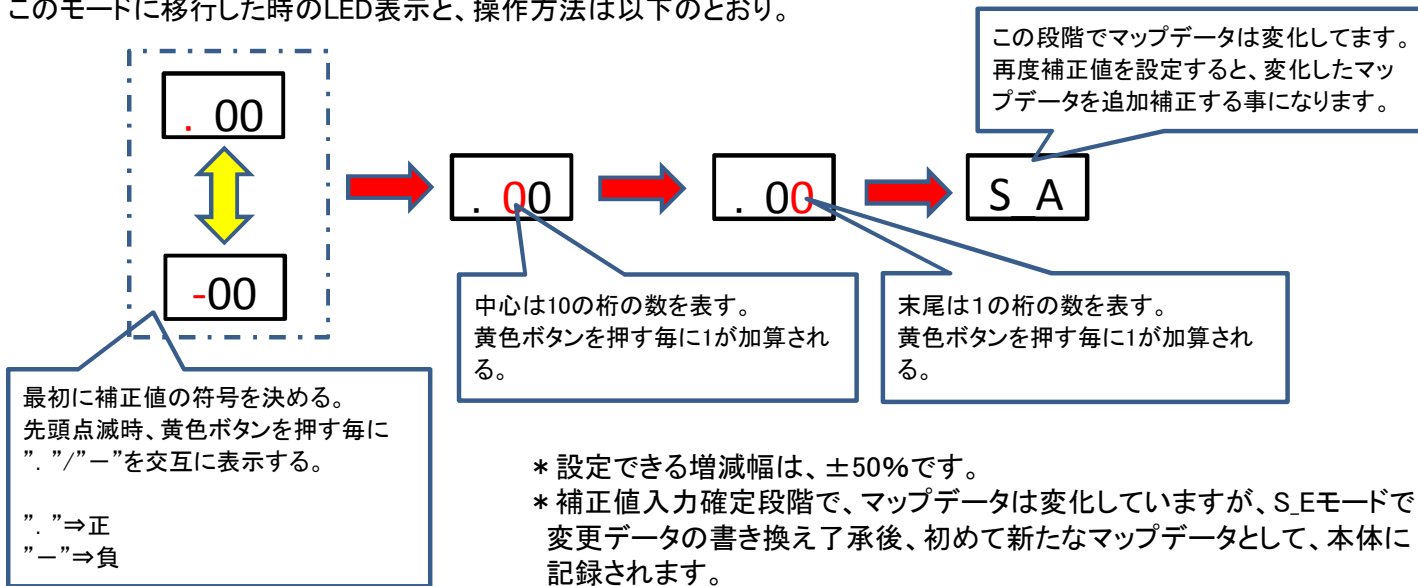 このモードに移行した時のLED表示と、操作方法は以下のとおり。
この段階でマップデータは変化してます。
再度補正値を設定すると、変化したマッ
プデータを追加補正する事になります。
. 00
. 00
. 00
S_A
-00
中心は10の桁の数を表す。
黄色ボタンを押す毎に1が加算され
る。
末尾は１の桁の数を表す。
黄色ボタンを押す毎に1が加算され
る。
最初に補正値の符号を決める。
先頭点滅時、黄色ボタンを押す毎に
”. ”/”－”を交互に表示する。
”. ”⇒正
”－”⇒負
＊設定できる増減幅は、±50%です。
＊補正値入力確定段階で、マップデータは変化していますが、S_Eモードで
変更データの書き換え了承後、初めて新たなマップデータとして、本体に
記録されます。